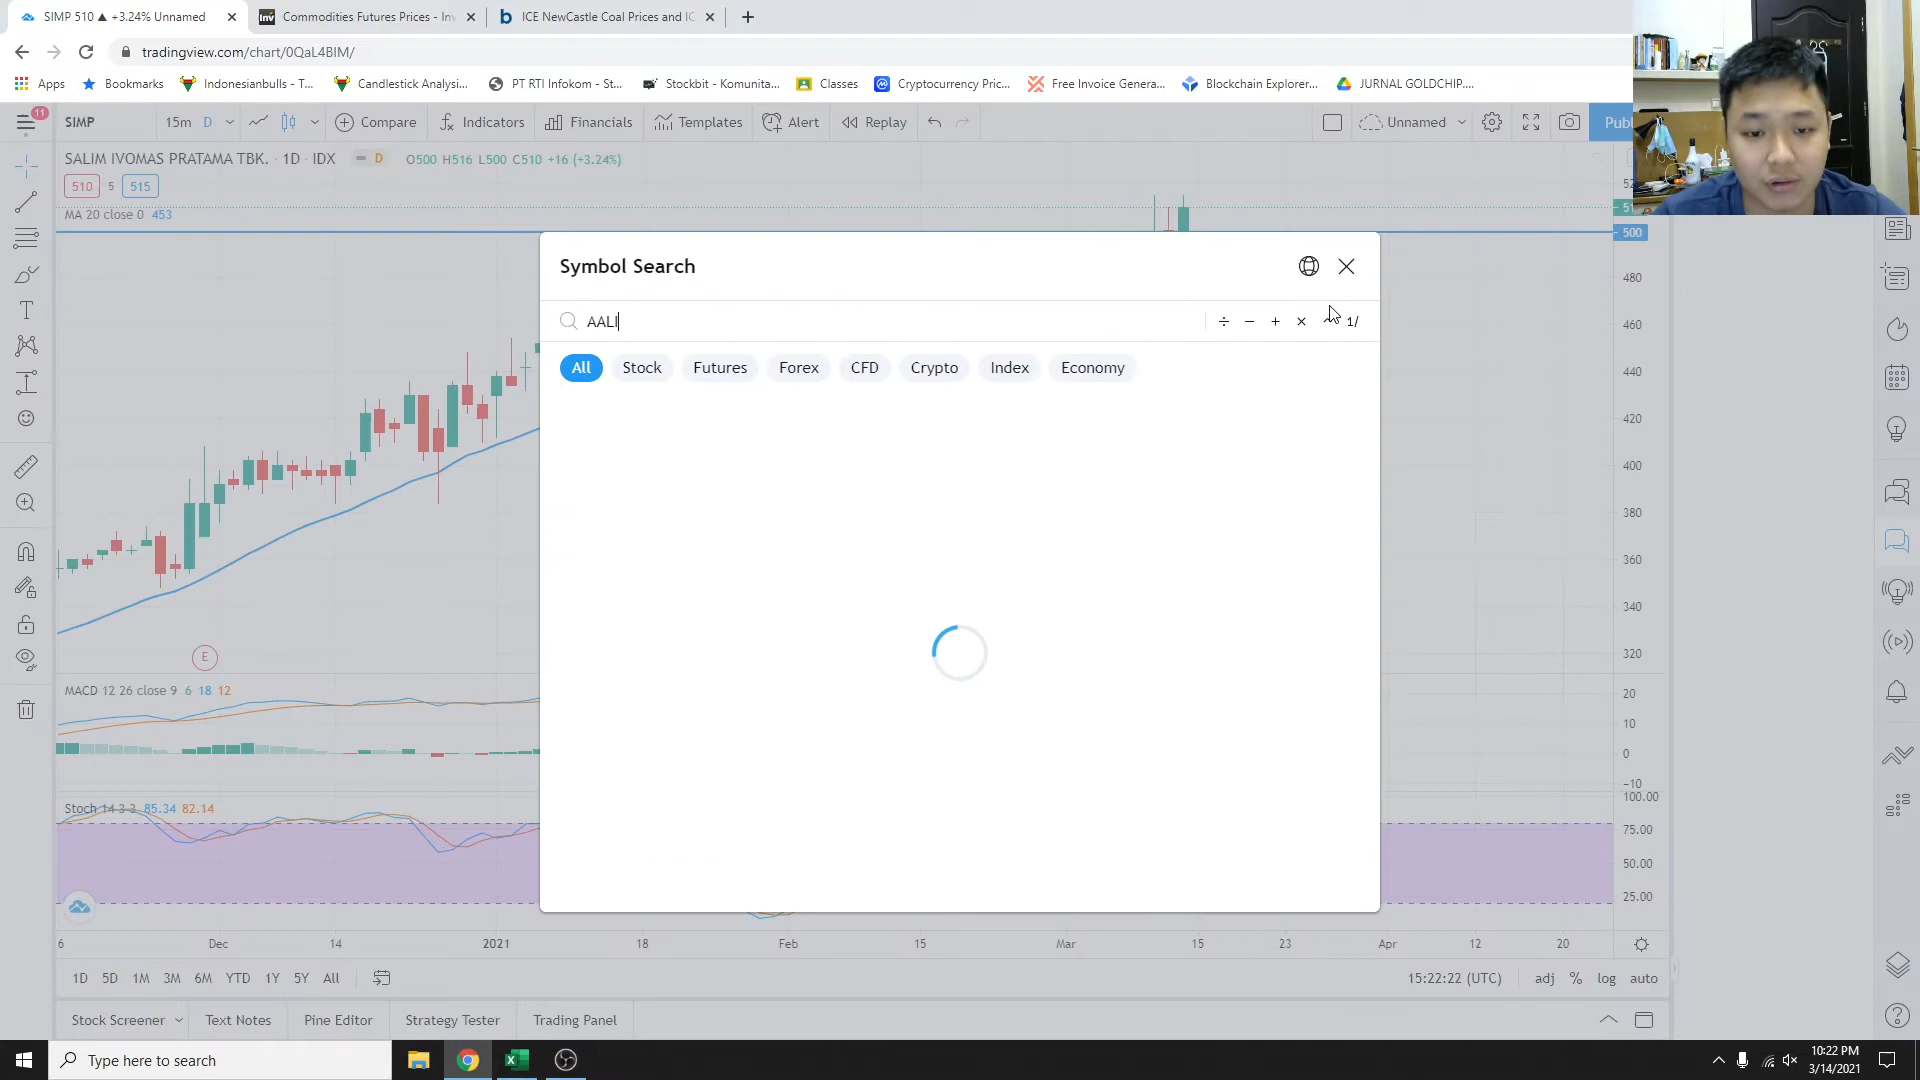 SIMP 510 ▲ +3.24% Unnamed
Commodities Futures Prices - Inv
ICE NewCastle Coal Prices and IC
tradingview.com/chart/0QaL4BIM/
Apps
Bookmarks
Indonesianbulls - T...
Candlestick Analysi...
PT RTI Infokom - St...
Stockbit - Komunita...
Classes
Cryptocurrency Pric...
Free Invoice Genera...
Blockchain Explorer...
JURNAL GOLDCHIP....
11
SIMP
15m D
Compare
Indicators
Financials
Templates
Alert
Replay
Unnamed
Publ
SALIM IVOMAS PRATAMA TBK. · 1D · IDX
D
O500 H516 L500 C510 +16 (+3.24%)
510 5 515
MA 20 close 0 453
500
480
460
440
420
400
380
360
340
320
Symbol Search
AALI
÷ − + × 1/
All Stock Futures Forex CFD Crypto Index Economy
E
MACD 12 26 close 9 6 18 12
20
10
0
−10
Stoch 14 3 3 85.34 82.14
100.00
75.00
50.00
25.00
6 Dec 14 2021 18 Feb 15 Mar 15 23 Apr 12 20
1D 5D 1M 3M 6M YTD 1Y 5Y All
15:22:22 (UTC)
adj % log auto
Stock Screener
Text Notes
Pine Editor
Strategy Tester
Trading Panel
Type here to search
10:22 PM
3/14/2021